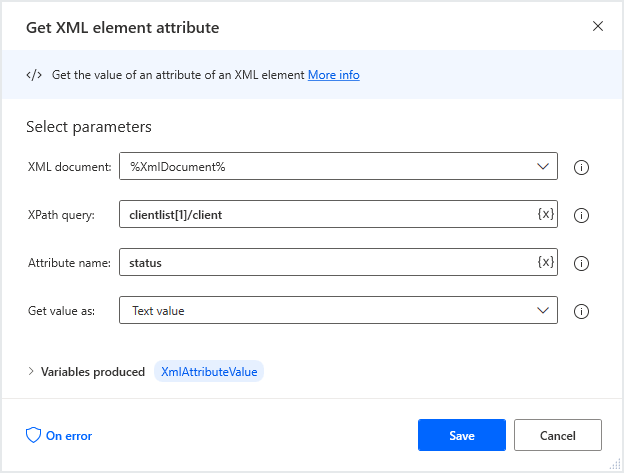 Get XML element attribute
</> Get the value of an attribute of an XML element More info
Select parameters
XML document: %XmlDocument%
XPath query: clientlist[1]/client {x}
Attribute name: status {x}
Get value as: Text value
Variables produced XmlAttributeValue
On error Save Cancel